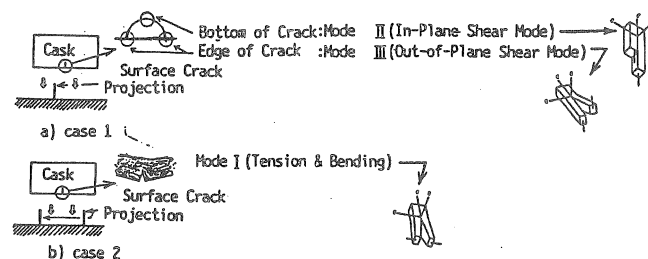 Bottom of Crack:Mode II(In-Plane Shear Mode)
Edge of Crack :Mode III(Out-of-Plane Shear Mode)
Cask
Surface Crack
Projection
a) case 1
Mode I(Tension & Bending)
Cask
Surface Crack
Projection
b) case 2